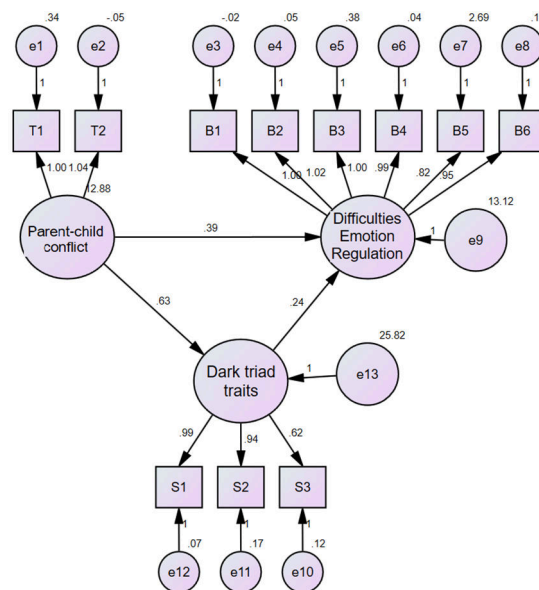 .34
-.05
-.02
.05
.38
.04
2.69
.1
e1
e2
e3
e4
e5
e6
e7
e8
1
1
1
1
1
1
1
1
T1
T2
B1
B2
B3
B4
B5
B6
1.00
1.04
1.00
1.02
1.00
.99
.82
.95
12.88
Parent-child
conflict
.39
Difficulties
Emotion
Regulation
1
13.12
e9
.63
.24
Dark triad
traits
1
25.82
e13
.99
.94
.62
S1
S2
S3
1
1
1
.07
.17
.12
e12
e11
e10